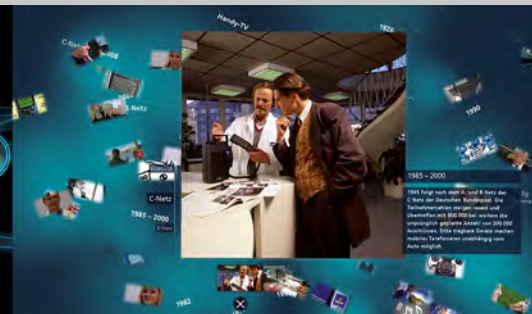 Handy-TV
1926
C-Netz
E-Netz
1990
C-Netz
1985 – 2000
1985 – 2000
1985 folgt nach dem A- und B-Netz das
C-Netz der Deutschen Bundespost. Die
Teilnehmerzahlen steigen rasant und
übertreffen mit 800.000 bei weitem die
ursprünglich geplante Anzahl von 200.000
Anschlüssen. Erste tragbare Geräte machen
mobiles Telefonieren unabhängig vom
Auto möglich.
1982